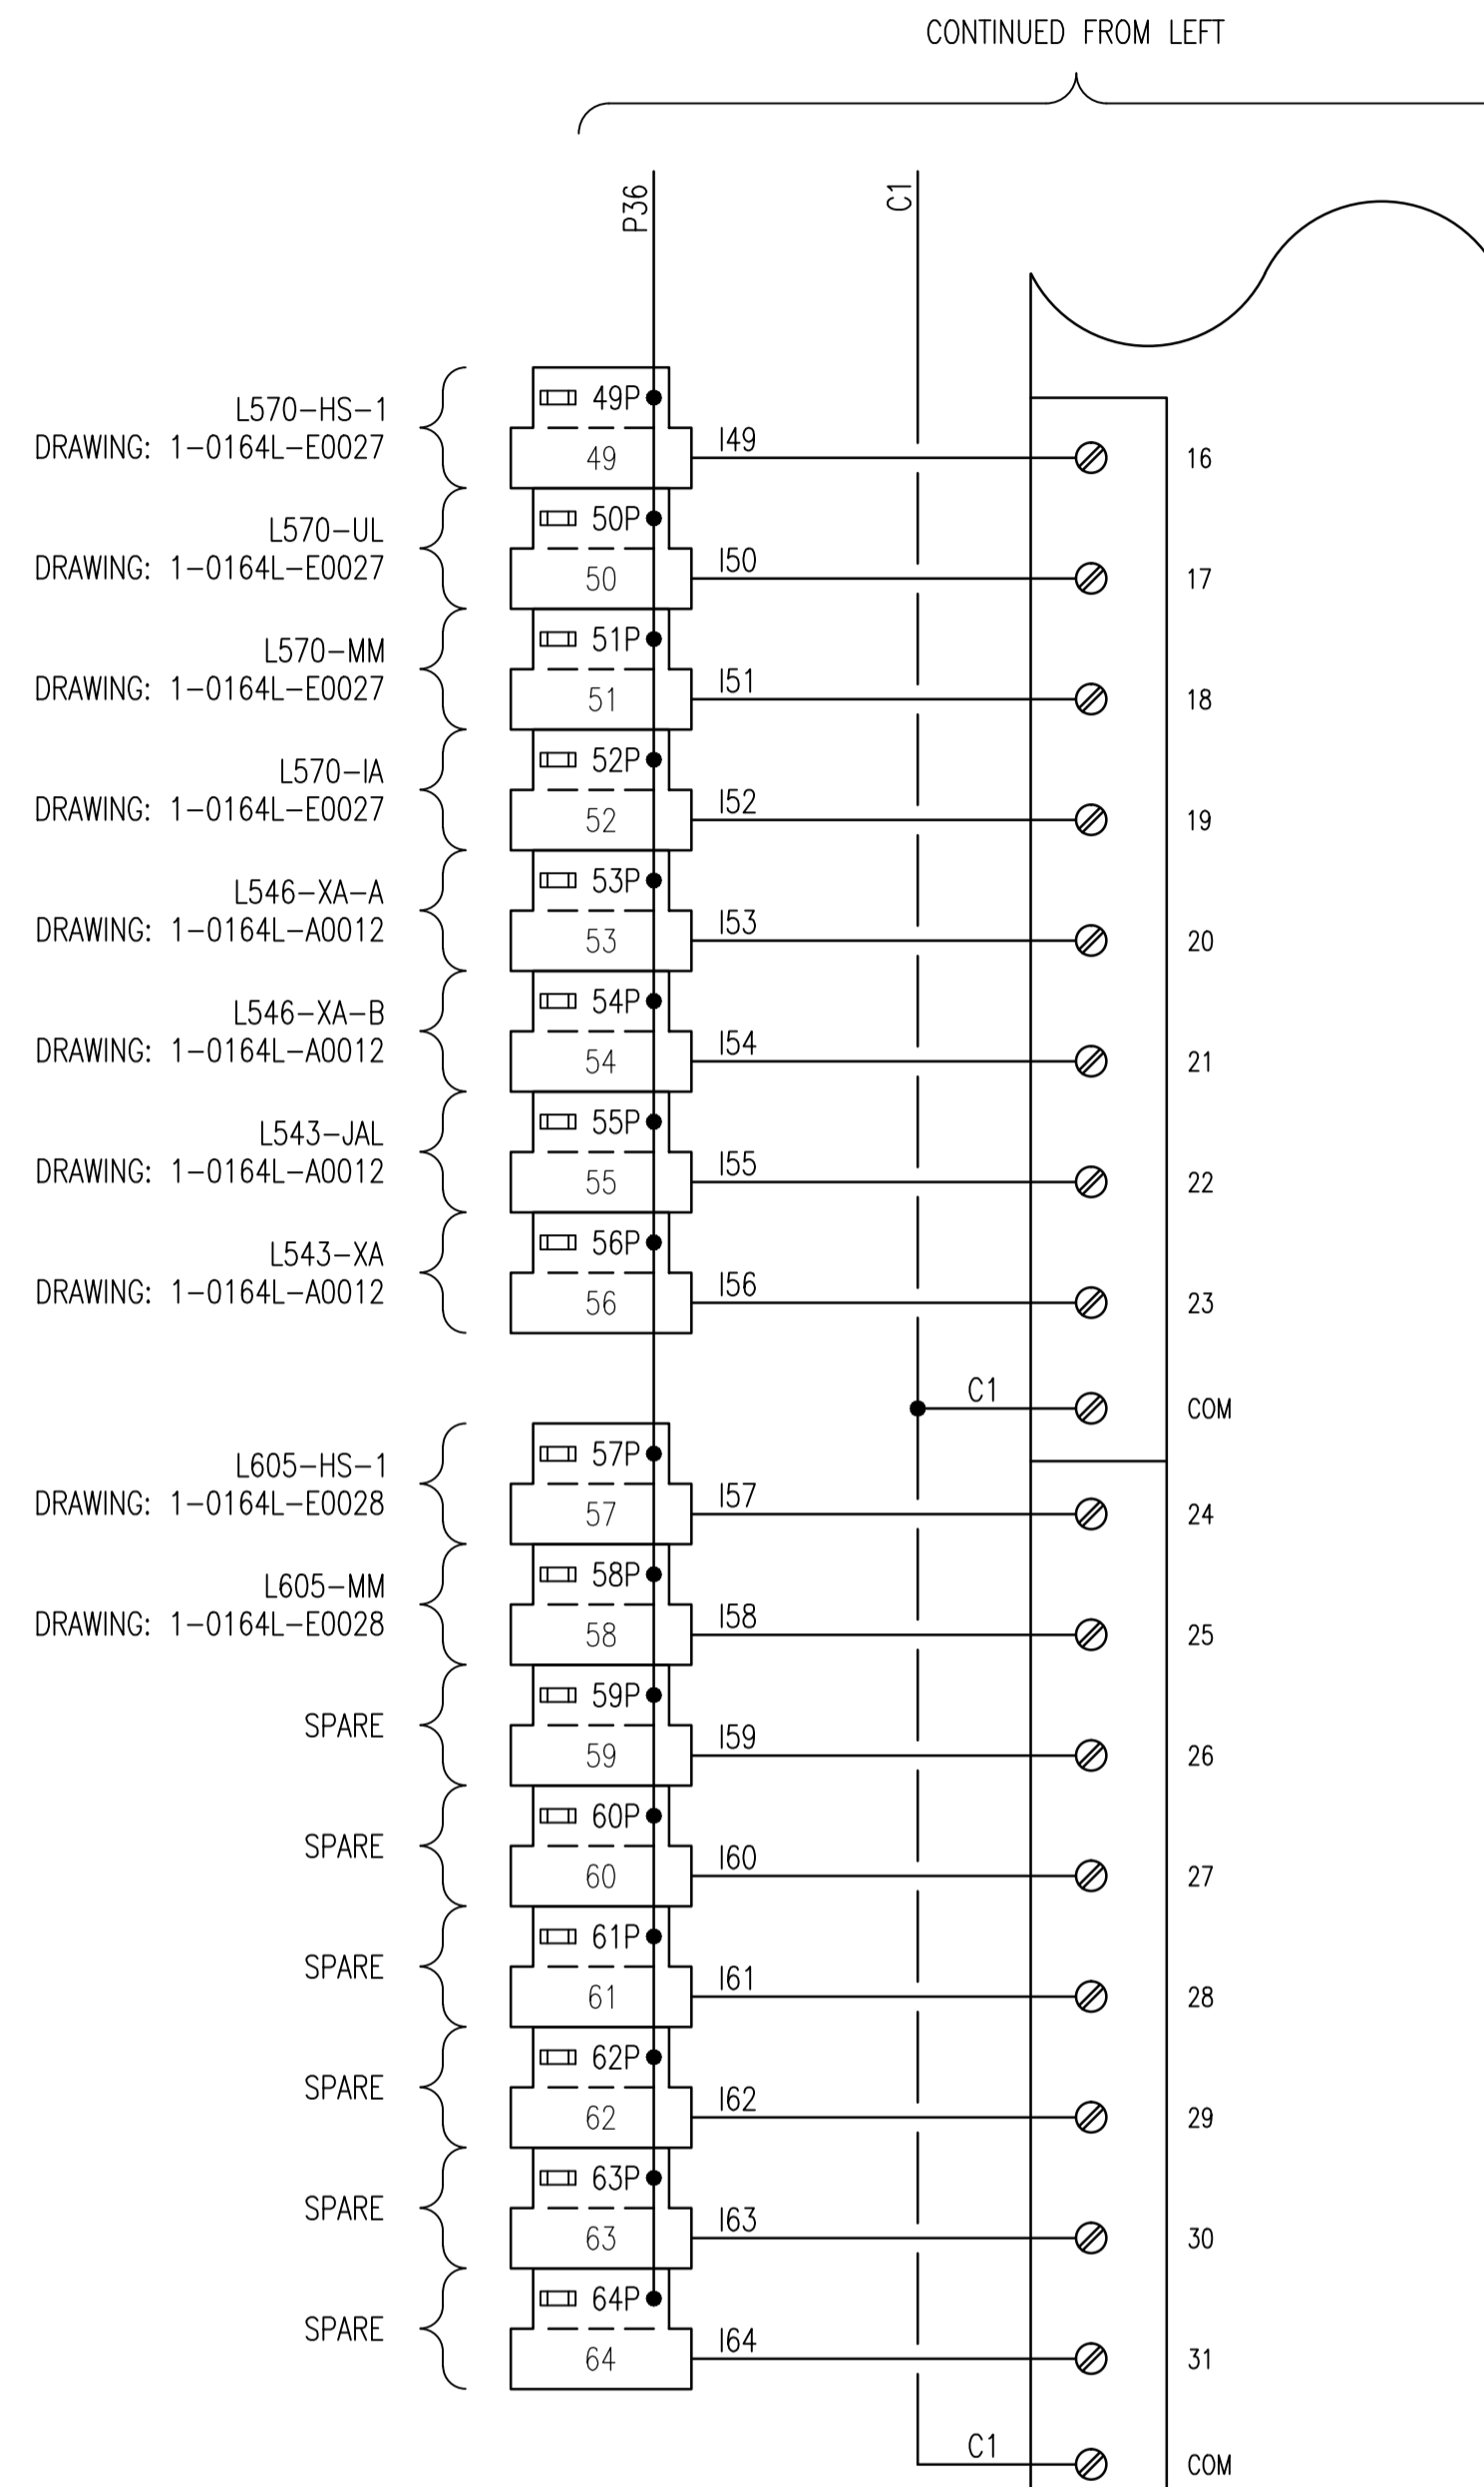 CONTINUED FROM LEFT
P36
C1
L570-HS-1
DRAWING: 1-0164L-E0027
49P
49
I49
16
L570-UL
DRAWING: 1-0164L-E0027
50P
50
I50
17
L570-MM
DRAWING: 1-0164L-E0027
51P
51
I51
18
L570-IA
DRAWING: 1-0164L-E0027
52P
52
I52
19
L546-XA-A
DRAWING: 1-0164L-A0012
53P
53
I53
20
L546-XA-B
DRAWING: 1-0164L-A0012
54P
54
I54
21
L543-JAL
DRAWING: 1-0164L-A0012
55P
55
I55
22
L543-XA
DRAWING: 1-0164L-A0012
56P
56
I56
23
C1
COM
L605-HS-1
DRAWING: 1-0164L-E0028
57P
57
I57
24
L605-MM
DRAWING: 1-0164L-E0028
58P
58
I58
25
SPARE
59P
59
I59
26
SPARE
60P
60
I60
27
SPARE
61P
61
I61
28
SPARE
62P
62
I62
29
SPARE
63P
63
I63
30
SPARE
64P
64
I64
31
C1
COM